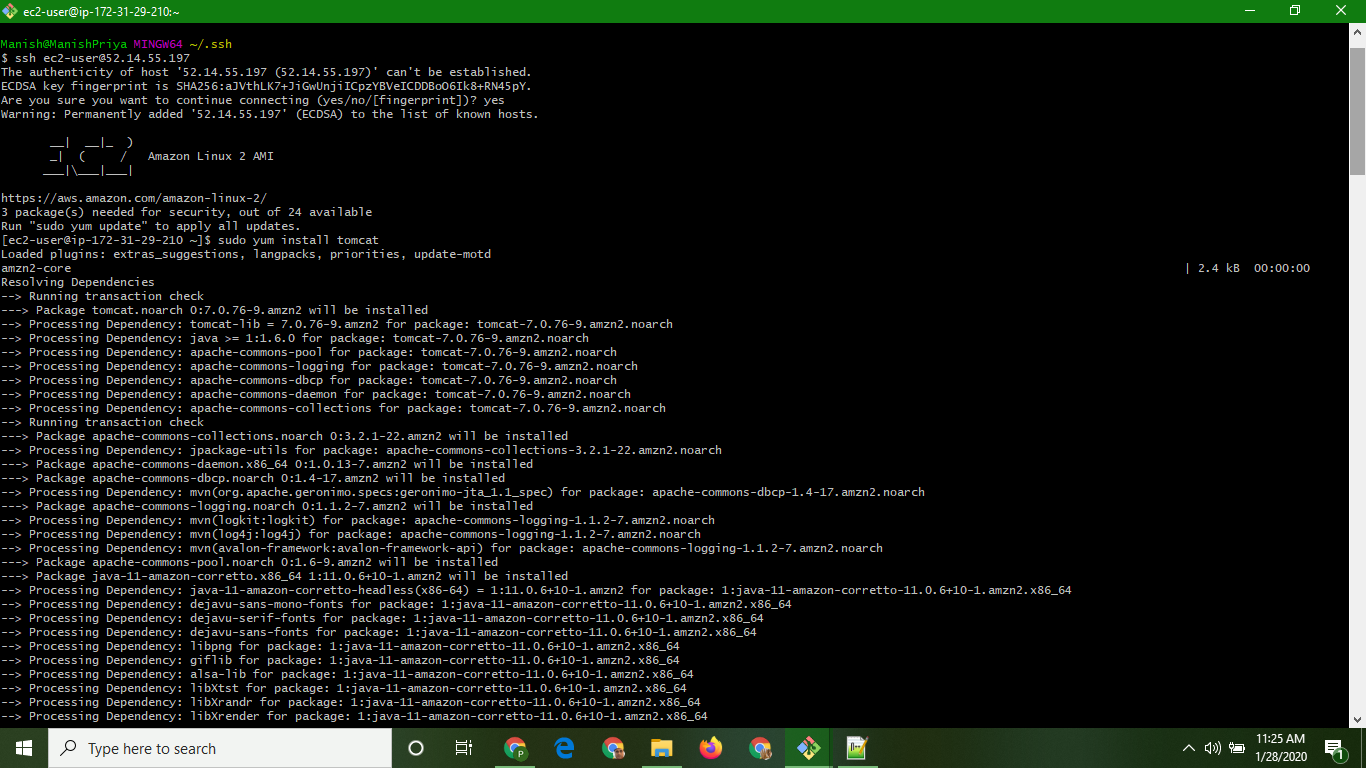 ec2-user@ip-172-31-29-210:~
Manish@ManishPriya MINGW64 ~/.ssh
$ ssh ec2-user@52.14.55.197
The authenticity of host '52.14.55.197 (52.14.55.197)' can't be established.
ECDSA key fingerprint is SHA256:aJVthLK7+JiGwUnjiICpzYBVeICDDBoO6Ik8+RN45pY.
Are you sure you want to continue connecting (yes/no/[fingerprint])? yes
Warning: Permanently added '52.14.55.197' (ECDSA) to the list of known hosts.
       __|  __|_  )
       _|  (     /   Amazon Linux 2 AMI
      ___|\___|___|
https://aws.amazon.com/amazon-linux-2/
3 package(s) needed for security, out of 24 available
Run "sudo yum update" to apply all updates.
[ec2-user@ip-172-31-29-210 ~]$ sudo yum install tomcat
Loaded plugins: extras_suggestions, langpacks, priorities, update-motd
amzn2-core | 2.4 kB  00:00:00
Resolving Dependencies
--> Running transaction check
---> Package tomcat.noarch 0:7.0.76-9.amzn2 will be installed
--> Processing Dependency: tomcat-lib = 7.0.76-9.amzn2 for package: tomcat-7.0.76-9.amzn2.noarch
--> Processing Dependency: java >= 1:1.6.0 for package: tomcat-7.0.76-9.amzn2.noarch
--> Processing Dependency: apache-commons-pool for package: tomcat-7.0.76-9.amzn2.noarch
--> Processing Dependency: apache-commons-logging for package: tomcat-7.0.76-9.amzn2.noarch
--> Processing Dependency: apache-commons-dbcp for package: tomcat-7.0.76-9.amzn2.noarch
--> Processing Dependency: apache-commons-daemon for package: tomcat-7.0.76-9.amzn2.noarch
--> Processing Dependency: apache-commons-collections for package: tomcat-7.0.76-9.amzn2.noarch
--> Running transaction check
---> Package apache-commons-collections.noarch 0:3.2.1-22.amzn2 will be installed
--> Processing Dependency: jpackage-utils for package: apache-commons-collections-3.2.1-22.amzn2.noarch
---> Package apache-commons-daemon.x86_64 0:1.0.13-7.amzn2 will be installed
---> Package apache-commons-dbcp.noarch 0:1.4-17.amzn2 will be installed
--> Processing Dependency: mvn(org.apache.geronimo.specs:geronimo-jta_1.1_spec) for package: apache-commons-dbcp-1.4-17.amzn2.noarch
---> Package apache-commons-logging.noarch 0:1.1.2-7.amzn2 will be installed
--> Processing Dependency: mvn(logkit:logkit) for package: apache-commons-logging-1.1.2-7.amzn2.noarch
--> Processing Dependency: mvn(log4j:log4j) for package: apache-commons-logging-1.1.2-7.amzn2.noarch
--> Processing Dependency: mvn(avalon-framework:avalon-framework-api) for package: apache-commons-logging-1.1.2-7.amzn2.noarch
---> Package apache-commons-pool.noarch 0:1.6-9.amzn2 will be installed
---> Package java-11-amazon-corretto.x86_64 1:11.0.6+10-1.amzn2 will be installed
--> Processing Dependency: java-11-amazon-corretto-headless(x86-64) = 1:11.0.6+10-1.amzn2 for package: 1:java-11-amazon-corretto-11.0.6+10-1.amzn2.x86_64
--> Processing Dependency: dejavu-sans-mono-fonts for package: 1:java-11-amazon-corretto-11.0.6+10-1.amzn2.x86_64
--> Processing Dependency: dejavu-serif-fonts for package: 1:java-11-amazon-corretto-11.0.6+10-1.amzn2.x86_64
--> Processing Dependency: dejavu-sans-fonts for package: 1:java-11-amazon-corretto-11.0.6+10-1.amzn2.x86_64
--> Processing Dependency: libpng for package: 1:java-11-amazon-corretto-11.0.6+10-1.amzn2.x86_64
--> Processing Dependency: giflib for package: 1:java-11-amazon-corretto-11.0.6+10-1.amzn2.x86_64
--> Processing Dependency: alsa-lib for package: 1:java-11-amazon-corretto-11.0.6+10-1.amzn2.x86_64
--> Processing Dependency: libXtst for package: 1:java-11-amazon-corretto-11.0.6+10-1.amzn2.x86_64
--> Processing Dependency: libXrandr for package: 1:java-11-amazon-corretto-11.0.6+10-1.amzn2.x86_64
--> Processing Dependency: libXrender for package: 1:java-11-amazon-corretto-11.0.6+10-1.amzn2.x86_64
Type here to search
11:25 AM
1/28/2020
1